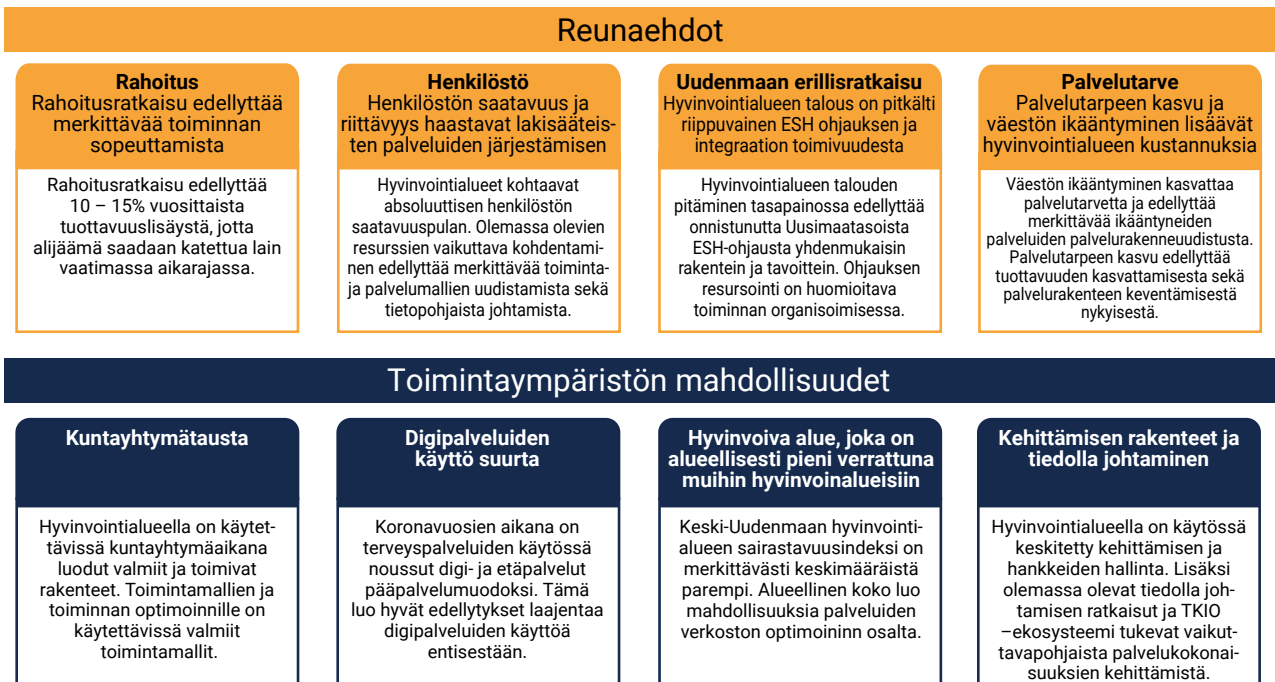 Reunaehdot
Rahoitus
Rahoitusratkaisu edellyttää
merkittävää toiminnan
sopeuttamista
Rahoitusratkaisu edellyttää
10 – 15% vuosittaista
tuottavuuslisäystä, jotta
alijäämä saadaan katettua lain
vaatimassa aikarajassa.
Henkilöstö
Henkilöstön saatavuus ja
riittävyys haastavat lakisääteis-
ten palveluiden järjestämisen
Hyvinvointialueet kohtaavat
absoluuttisen henkilöstön
saatavuuspulan. Olemassa olevien
resurssien vaikuttava kohdentami-
nen edellyttää merkittävää toiminta-
ja palvelumallien uudistamista sekä
tietopohjaista johtamista.
Uudenmaan erillisratkaisu
Hyvinvointialueen talous on pitkälti
riippuvainen ESH ohjauksen ja
integraation toimivuudesta
Hyvinvointialueen talouden
pitäminen tasapainossa edellyttää
onnistunutta Uusimaatasoista
ESH-ohjausta yhdenmukaisin
rakentein ja tavoittein. Ohjauksen
resursointi on huomioitava
toiminnan organisoimisessa.
Palvelutarve
Palvelutarpeen kasvu ja
väestön ikääntyminen lisäävät
hyvinvointialueen kustannuksia
Väestön ikääntyminen kasvattaa
palvelutarvetta ja edellyttää
merkittävää ikääntyneiden
palveluiden palvelurakenneuudistusta.
Palvelutarpeen kasvu edellyttää
tuottavuuden kasvattamisesta sekä
palvelurakenteen keventämisestä
nykyisestä.
Toimintaympäristön mahdollisuudet
Kuntayhtymätausta
Hyvinvointialueella on käytet-
tävissä kuntayhtymäaikana
luodut valmiit ja toimivat
rakenteet. Toimintamallien ja
toiminnan optimoinnille on
käytettävissä valmiit
toimintamallit.
Digipalveluiden
käyttö suurta
Koronavuosien aikana on
terveyspalveluiden käytössä
noussut digi- ja etäpalvelut
pääpalvelumuodoksi. Tämä
luo hyvät edellytykset laajentaa
digipalveluiden käyttöä
entisestään.
Hyvinvoiva alue, joka on
alueellisesti pieni verrattuna
muihin hyvinvoinalueisiin
Keski-Uudenmaan hyvinvointi-
alueen sairastavuusindeksi on
merkittävästi keskimääräistä
parempi. Alueellinen koko luo
mahdollisuuksia palveluiden
verkoston optimoininn osalta.
Kehittämisen rakenteet ja
tiedolla johtaminen
Hyvinvointialueella on käytössä
keskitetty kehittämisen ja
hankkeiden hallinta. Lisäksi
olemassa olevat tiedolla joh-
tamisen ratkaisut ja TKIO
–ekosysteemi tukevat vaikut-
tavapohjaista palvelukokonai-
suuksien kehittämistä.